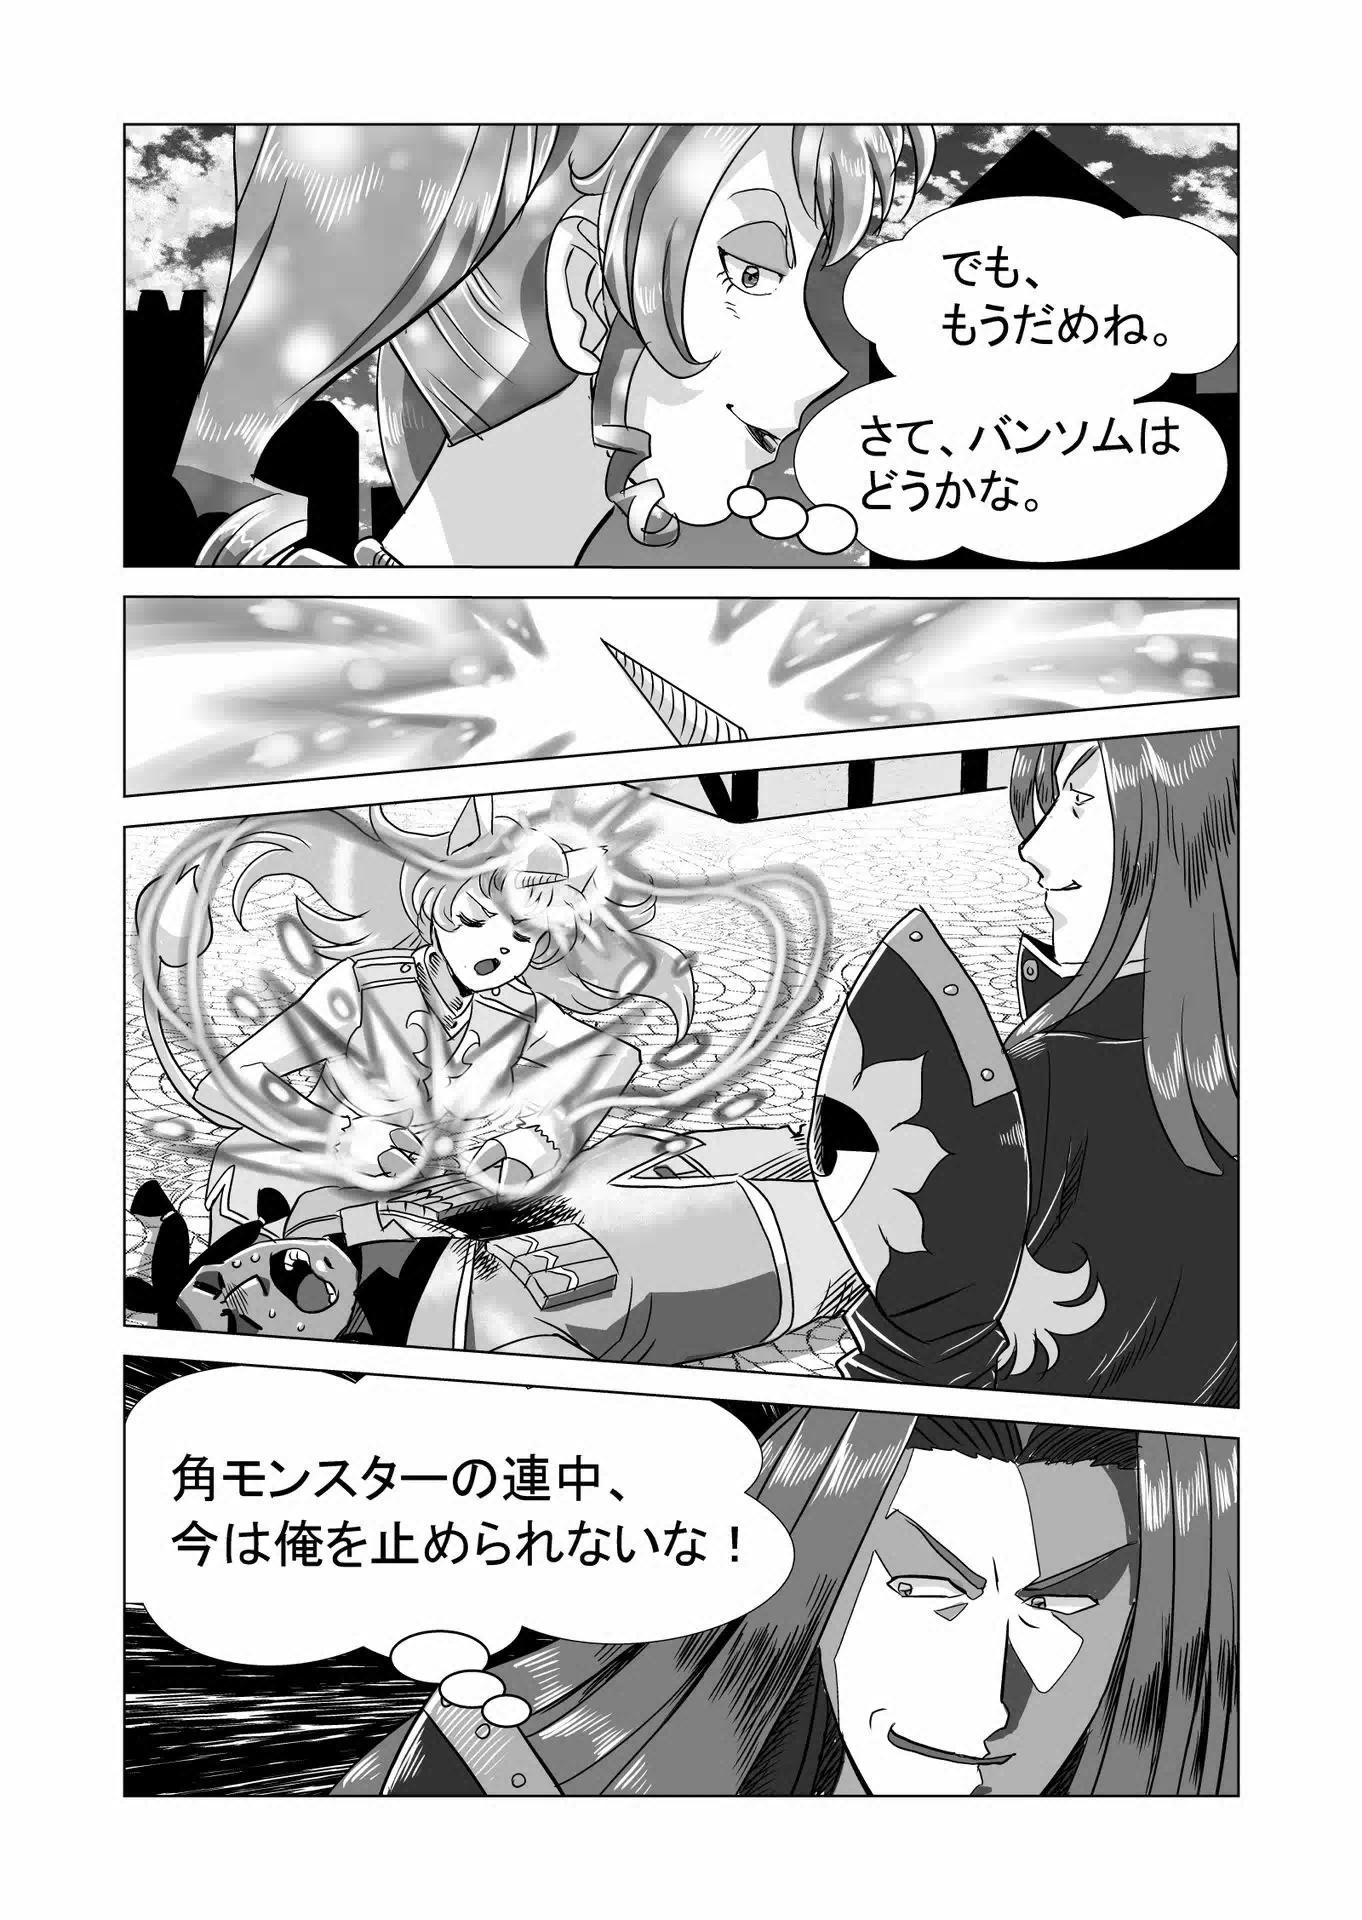 でも、
もうだめね。
さて、バンソムは
どうかな。
角モンスターの連中、
今は俺を止められないな！